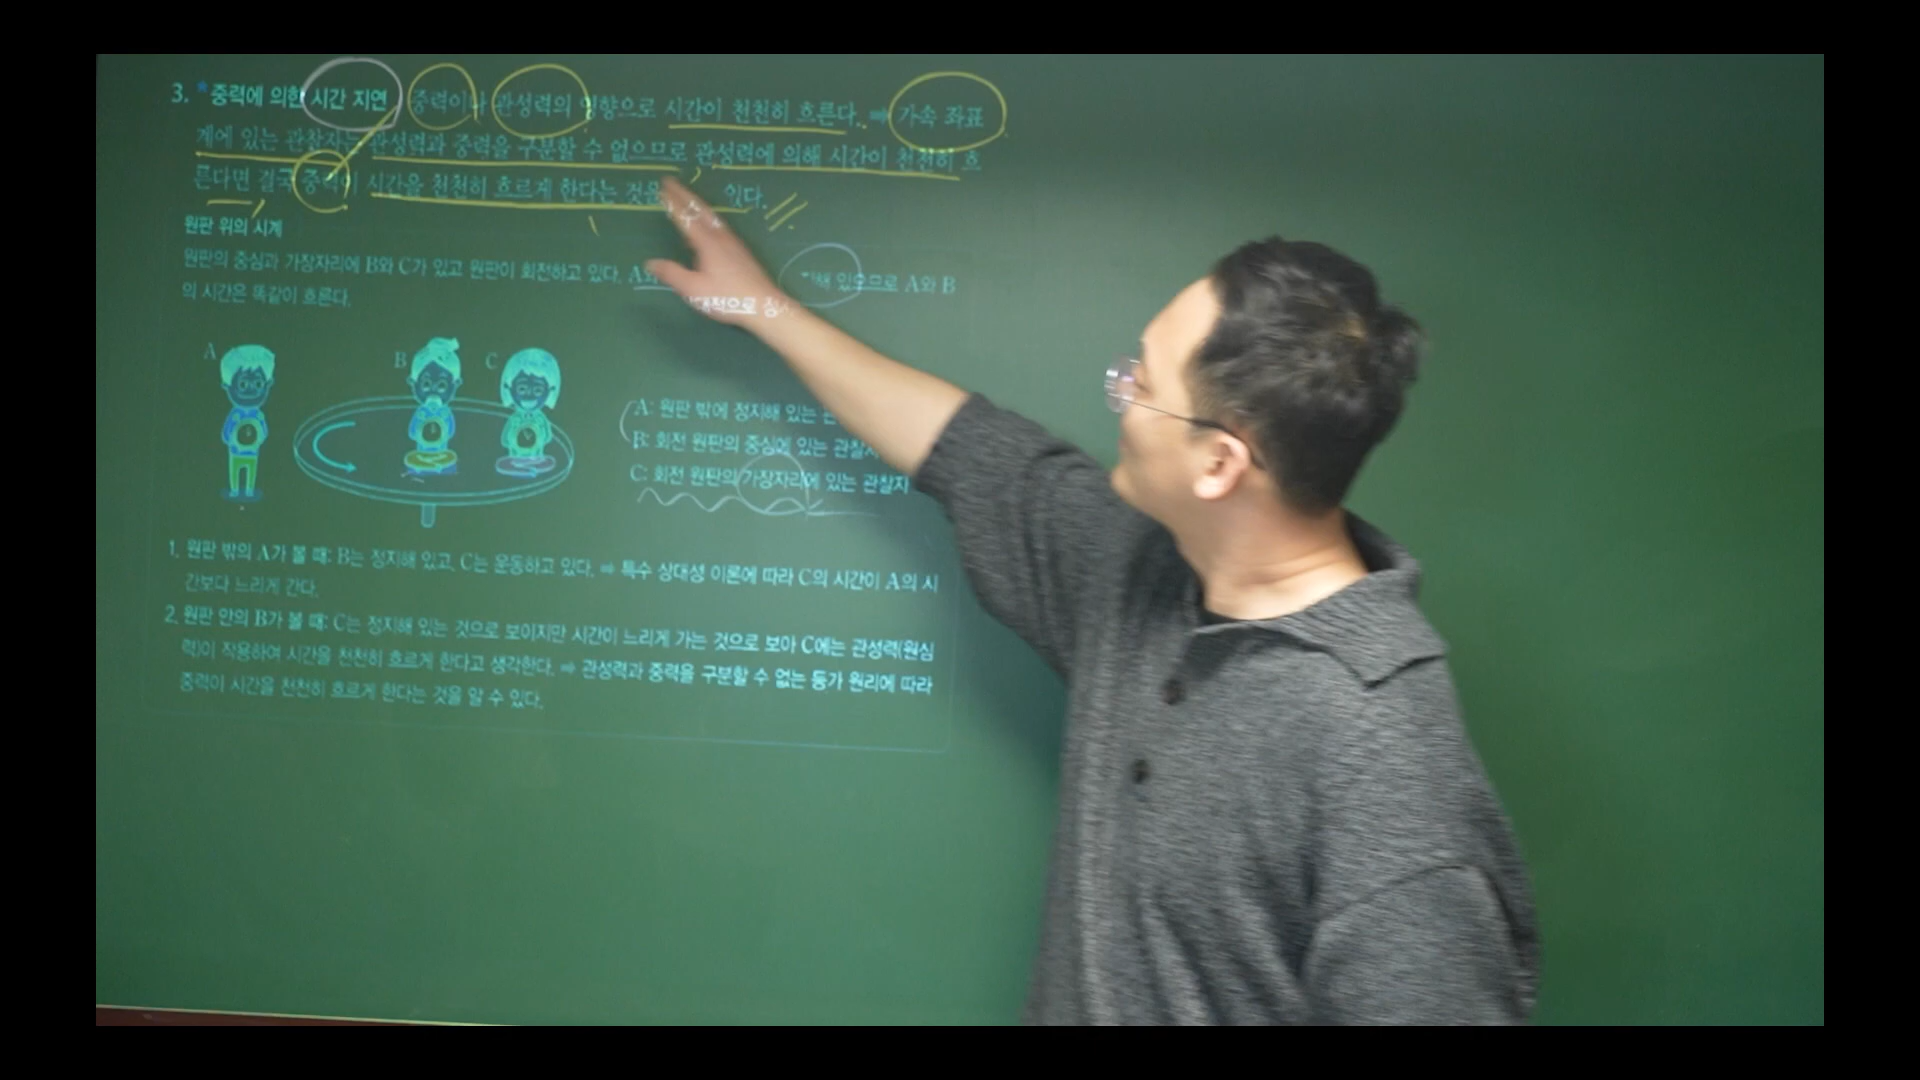 3. *중력에 의한 시간 지연 중력이나 관성력의 영향으로 시간이 천천히 흐른다. ⇒ 가속 좌표
계에 있는 관찰자는 관성력과 중력을 구분할 수 없으므로 관성력에 의해 시간이 천천히 흐
른다면 결국 중력이 시간을 천천히 흐르게 한다는 것을 수 있다.
원판 위의 시계
원판의 중심과 가장자리에 B와 C가 있고 원판이 회전하고 있다. 해 있으므로 A와 B
의 시간은 똑같이 흐른다.
A
B
C
A: 원판 밖에 정지해 있는
B: 회전 원판의 중심에 있는 관찰자
C: 회전 원판의 가장자리에 있는 관찰자
1. 원판 밖의 A가 볼 때: B는 정지해 있고, C는 운동하고 있다. ⇒ 특수 상대성 이론에 따라 C의 시간이 A의 시
간보다 느리게 간다.
2. 원판 안의 B가 볼 때: C는 정지해 있는 것으로 보이지만 시간이 느리게 가는 것으로 보아 C에는 관성력(원심
력)이 작용하여 시간을 천천히 흐르게 한다고 생각한다. ⇒ 관성력과 중력을 구분할 수 없는 등가 원리에 따라
중력이 시간을 천천히 흐르게 한다는 것을 알 수 있다.